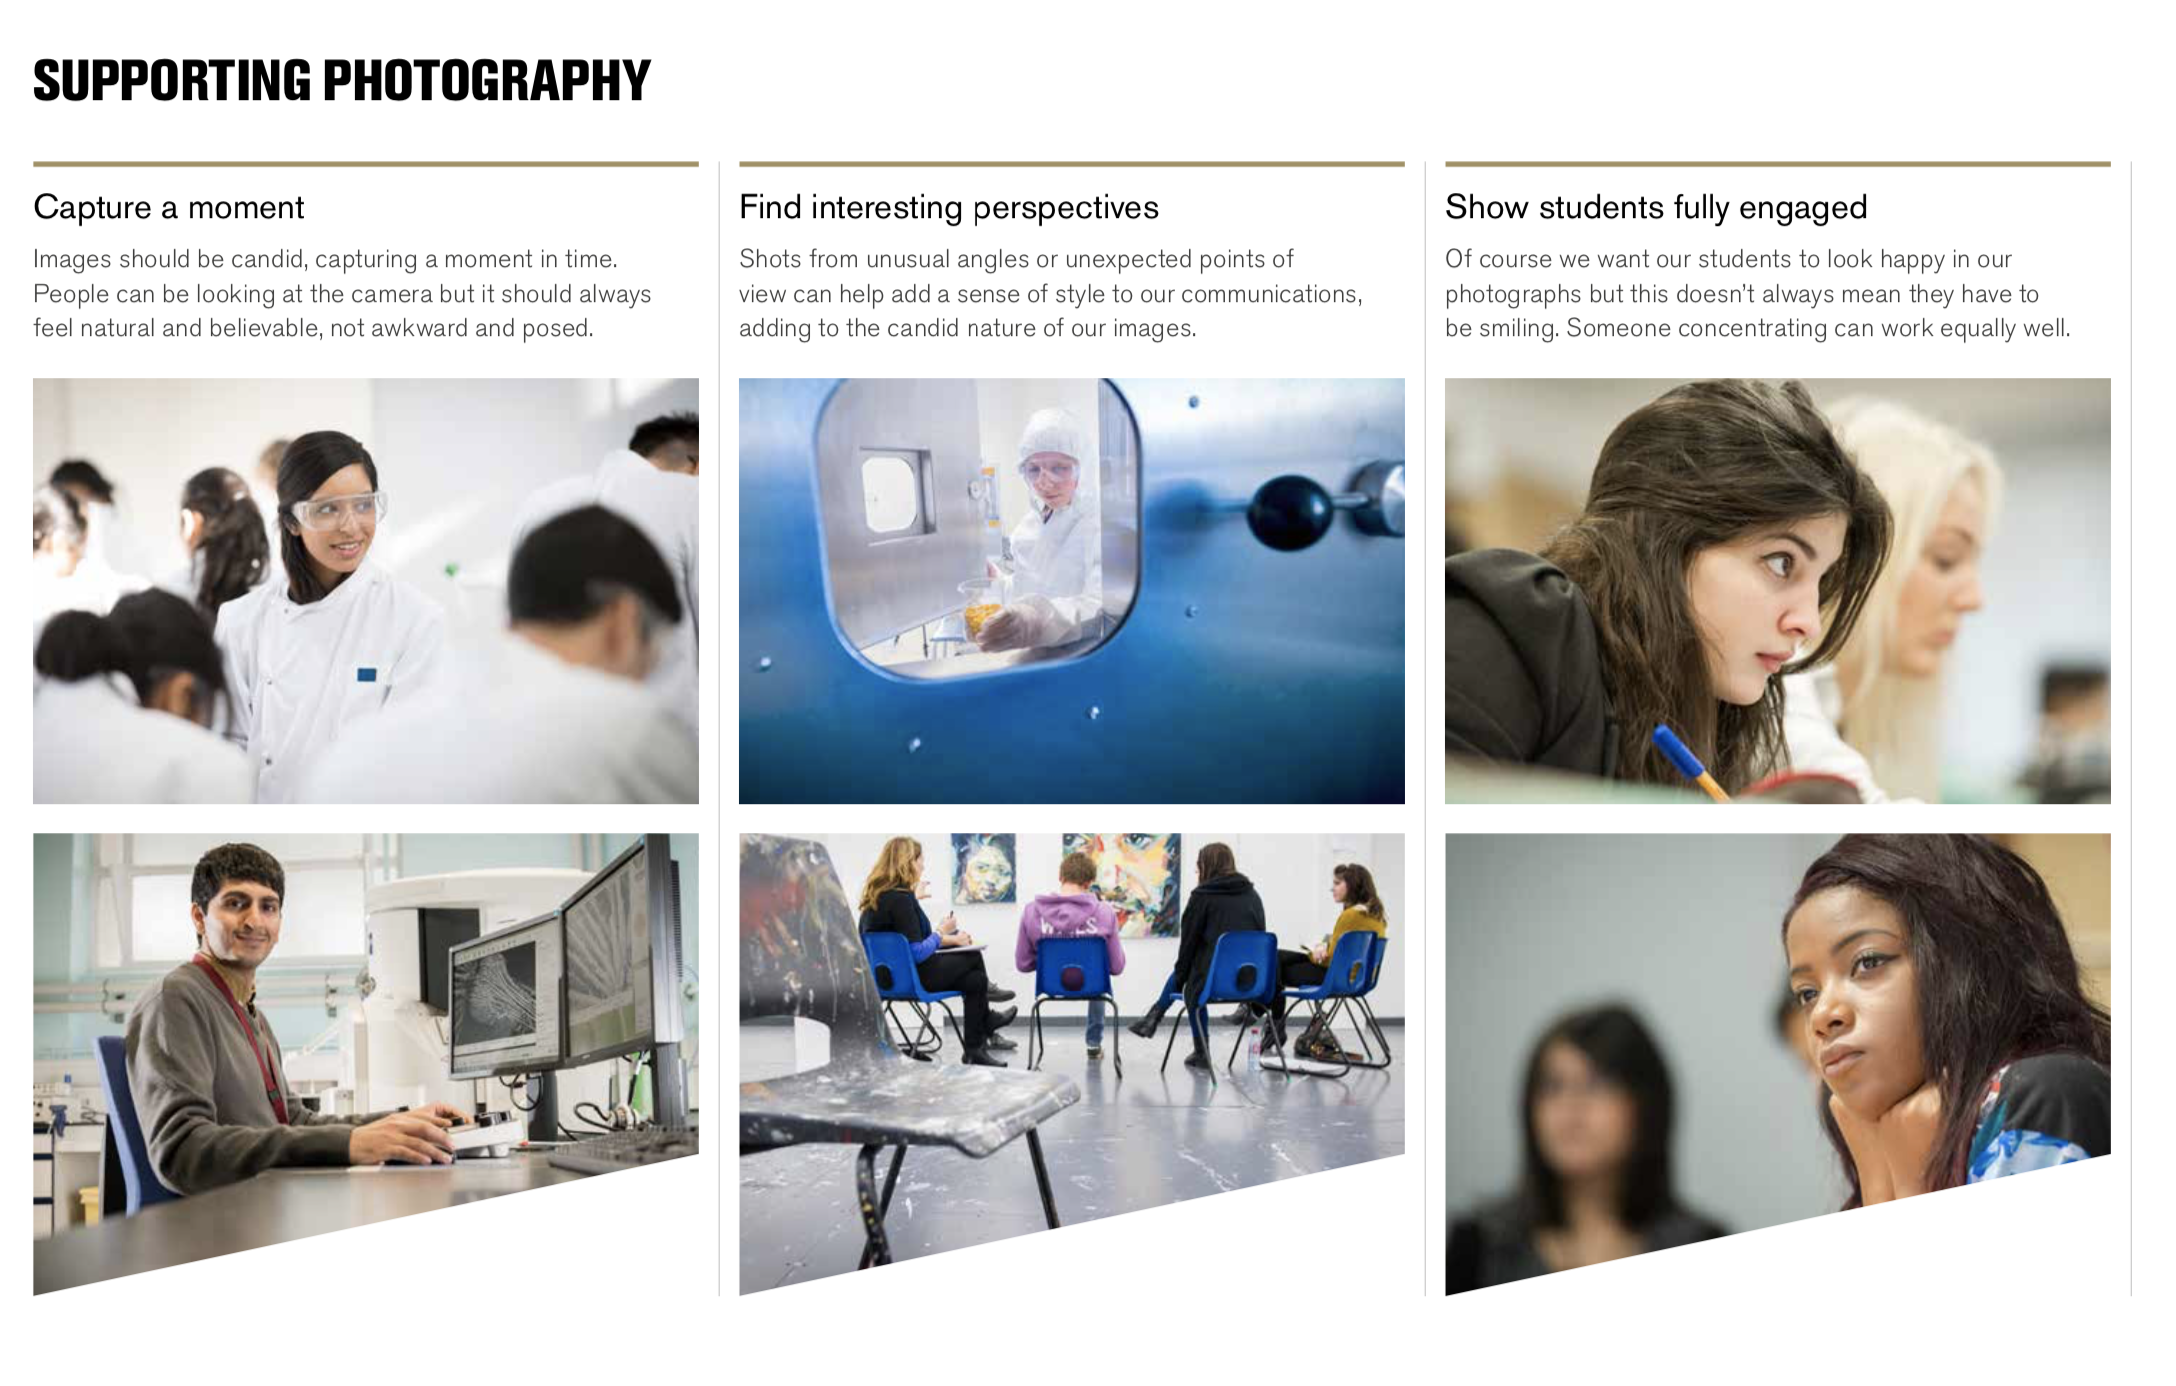 SUPPORTING PHOTOGRAPHY
Capture a moment
Images should be candid, capturing a moment in time.
People can be looking at the camera but it should always
feel natural and believable, not awkward and posed.
Find interesting perspectives
Shots from unusual angles or unexpected points of
view can help add a sense of style to our communications,
adding to the candid nature of our images.
Show students fully engaged
Of course we want our students to look happy in our
photographs but this doesn't always mean they have to
be smiling. Someone concentrating can work equally well.